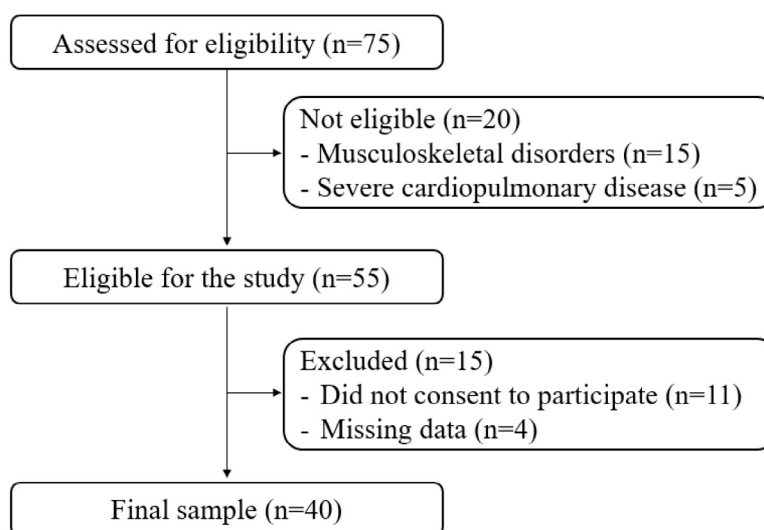 Assessed for eligibility (n=75)
Not eligible (n=20)
- Musculoskeletal disorders (n=15)
- Severe cardiopulmonary disease (n=5)
Eligible for the study (n=55)
Excluded (n=15)
- Did not consent to participate (n=11)
- Missing data (n=4)
Final sample (n=40)